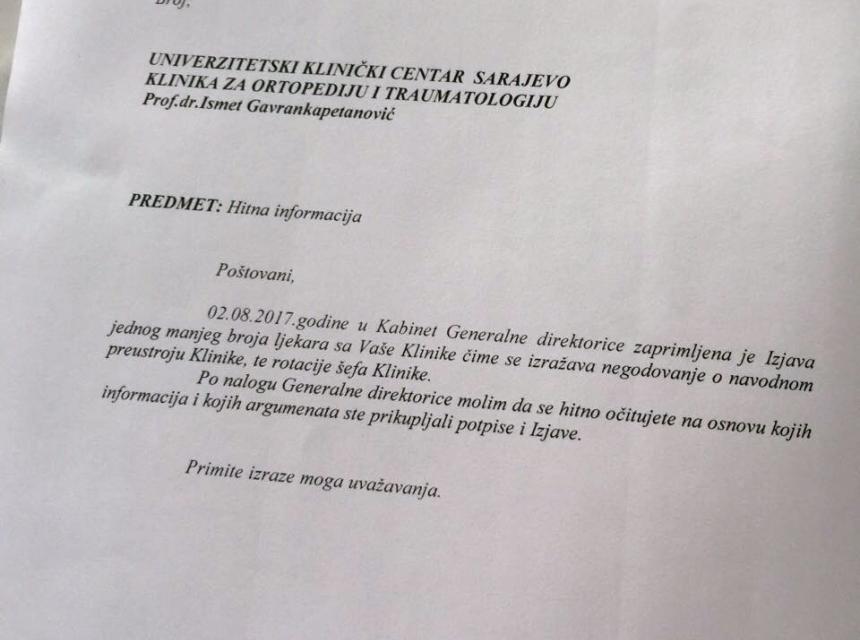 Broj,
UNIVERZITETSKI KLINIČKI CENTAR SARAJEVO
KLINIKA ZA ORTOPEDIJU I TRAUMATOLOGIJU
Prof.dr.Ismet Gavrankapetanović
PREDMET: Hitna informacija
Poštovani,
02.08.2017.godine u Kabinet Generalne direktorice zaprimljena je Izjava
jednog manjeg broja ljekara sa Vaše Klinike čime se izražava negodovanje o navodnom
preustroju Klinike, te rotacije šefa Klinike.
Po nalogu Generalne direktorice molim da se hitno očitujete na osnovu kojih
informacija i kojih argumenata ste prikupljali potpise i Izjave.
Primite izraze moga uvažavanja.